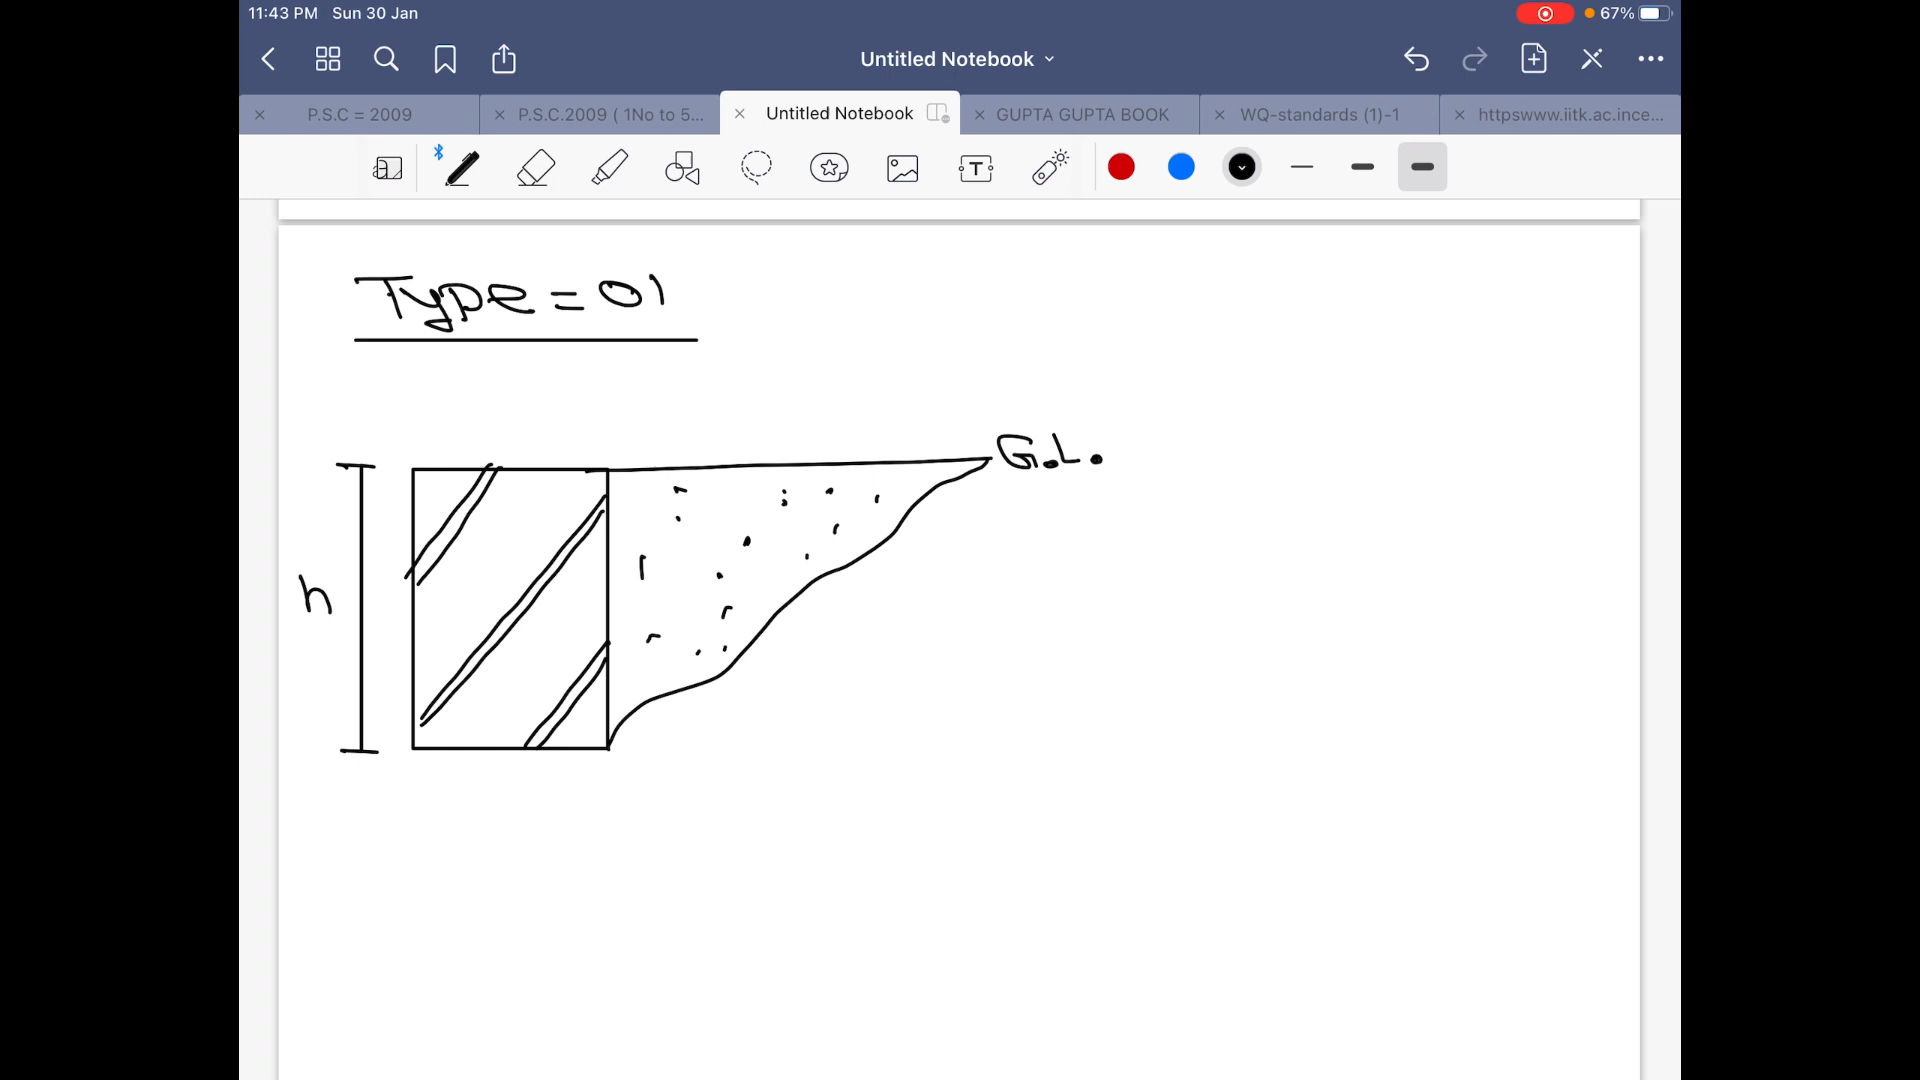 11:43 PM Sun 30 Jan
67%
Untitled Notebook
P.S.C = 2009
P.S.C.2009 ( 1No to 5...
Untitled Notebook
GUPTA GUPTA BOOK
WQ-standards (1)-1
httpswww.iitk.ac.ince...
Type = 01
G.L.
h